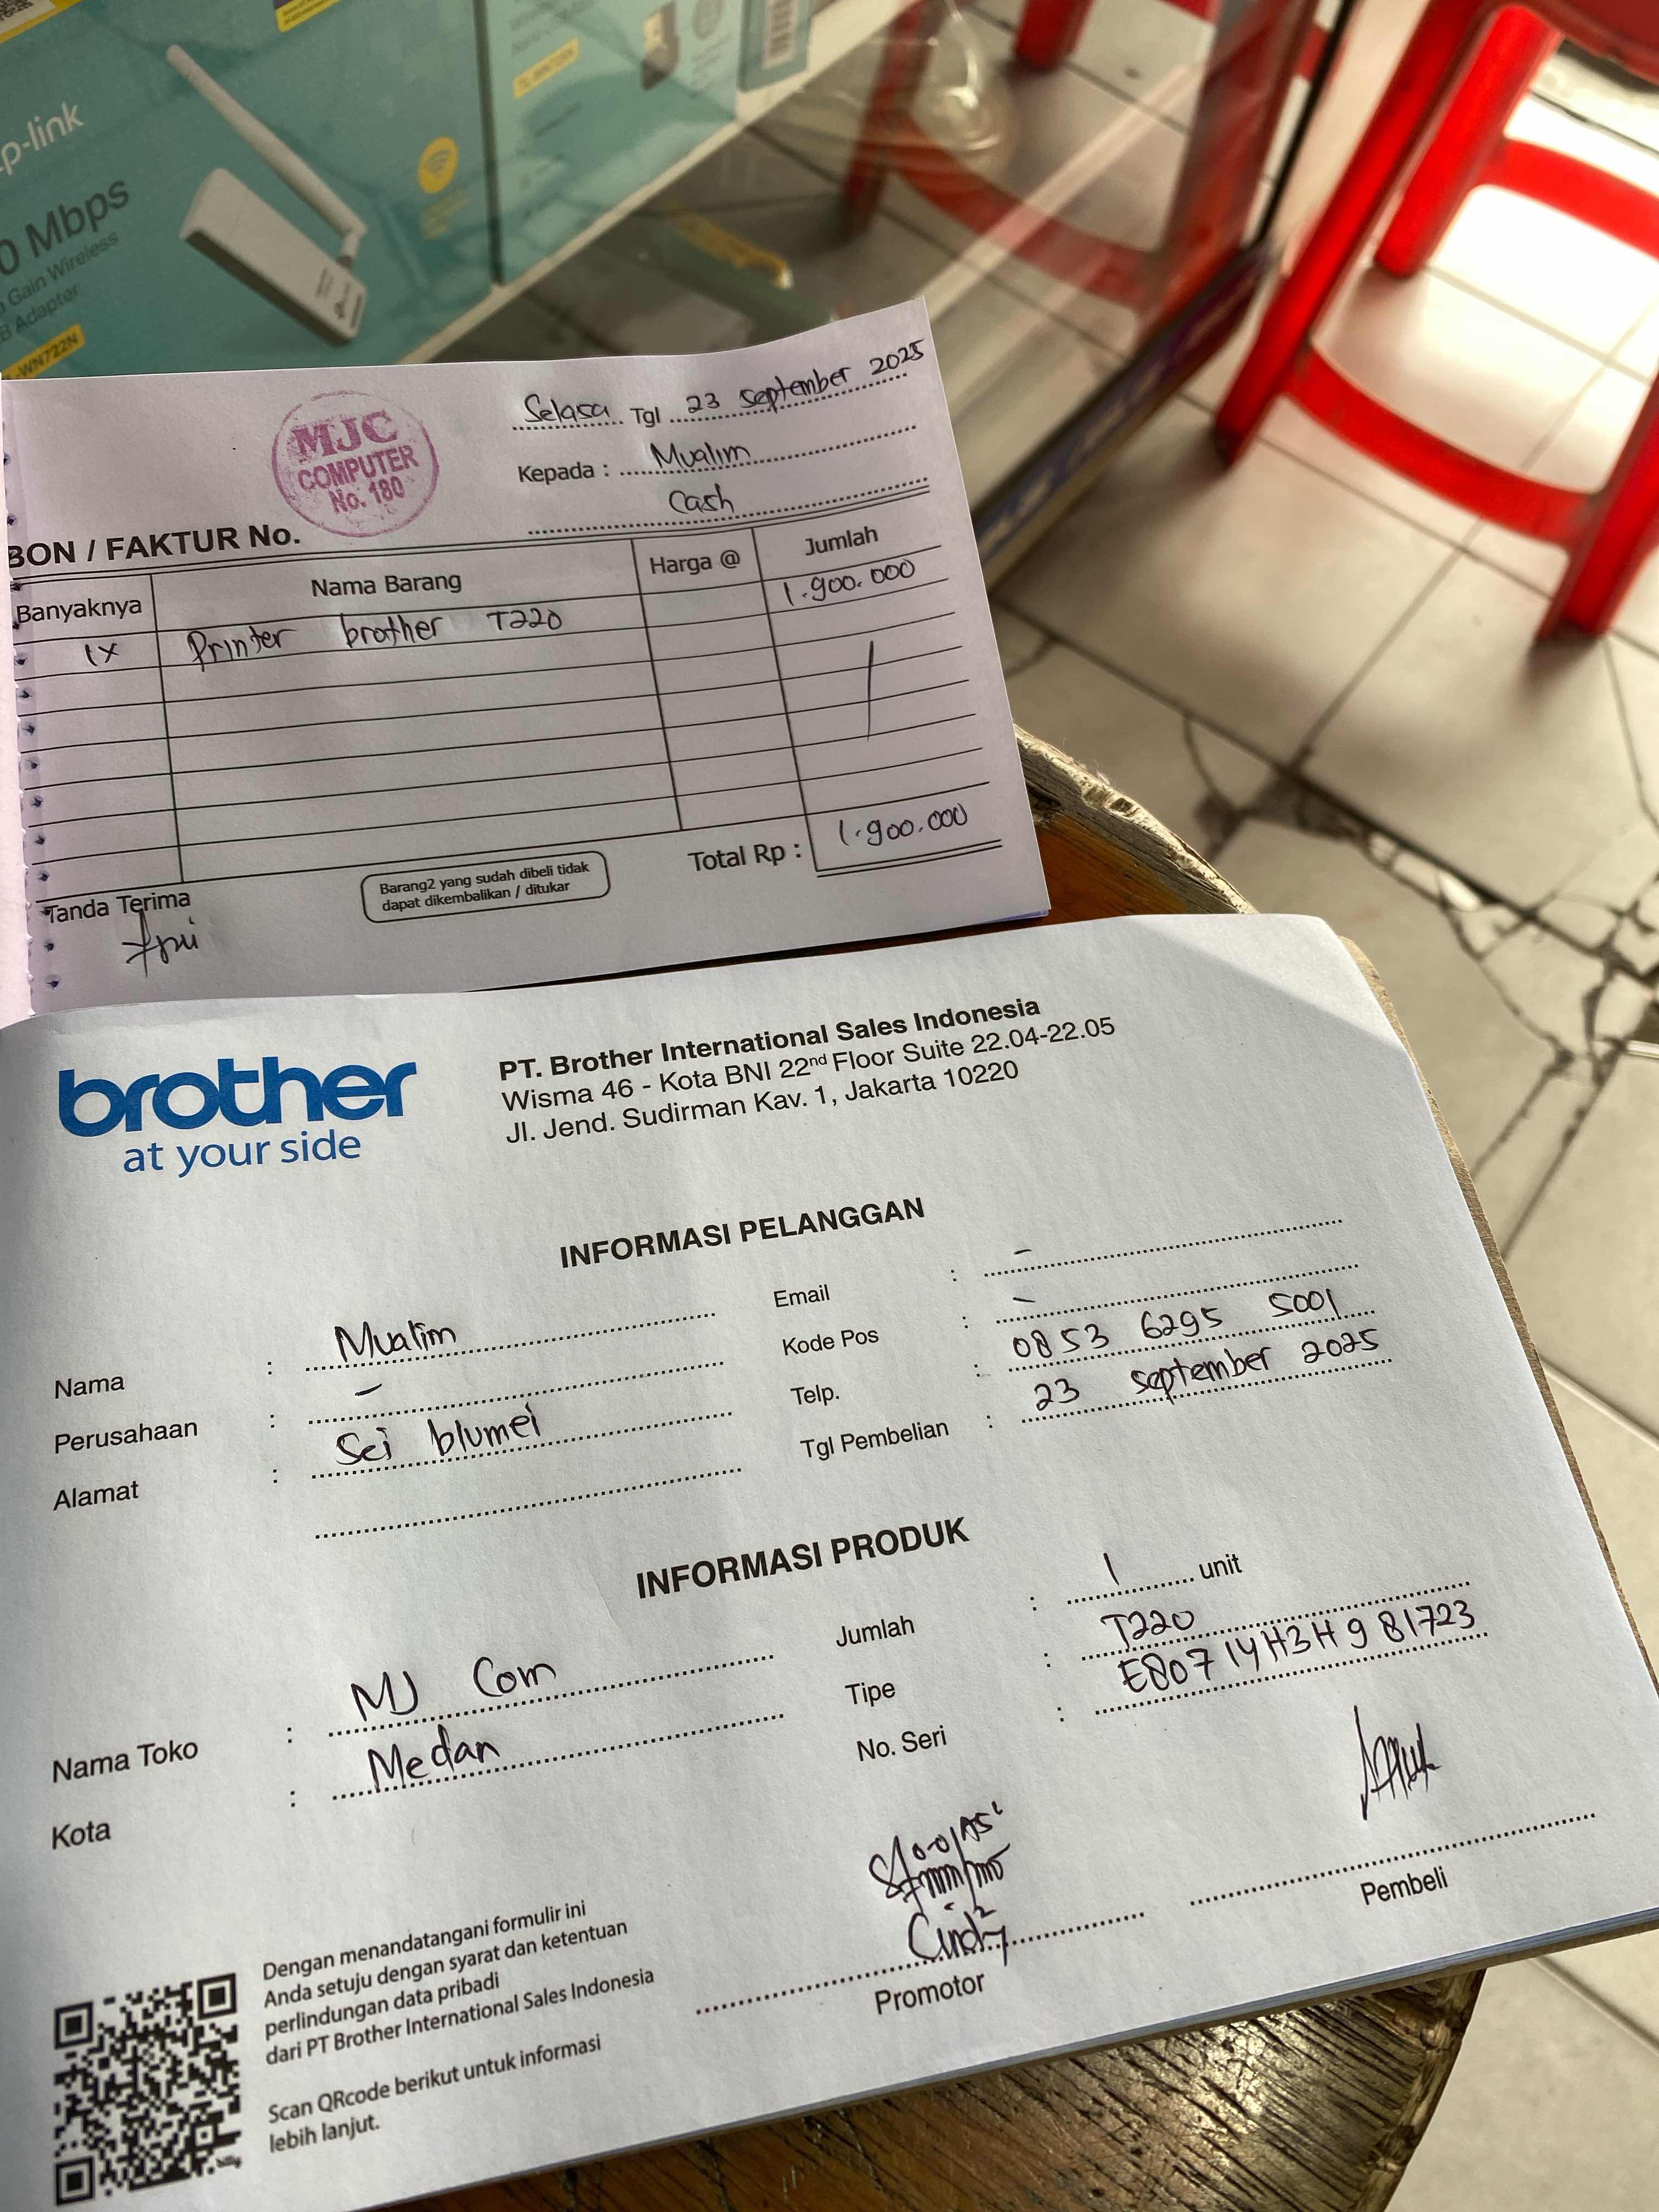 p-link
0 Mbps
Gain Wireless
B Adapter
-WN722N
MJC
COMPUTER
No. 180
Selasa Tgl 23 september 2025
Kepada : Mualim
Cash
BON / FAKTUR No.
Banyaknya Nama Barang Harga @ Jumlah
1x Printer brother T220 1.900.000
Total Rp : 1.900.000
Tanda Terima
Barang2 yang sudah dibeli tidak
dapat dikembalikan / ditukar
brother
at your side
PT. Brother International Sales Indonesia
Wisma 46 - Kota BNI 22nd Floor Suite 22.04-22.05
Jl. Jend. Sudirman Kav. 1, Jakarta 10220
INFORMASI PELANGGAN
Nama : Mualim
Perusahaan : -
Alamat : Sei blumei
Email : -
Kode Pos : -
Telp. : 0853 6295 5001
Tgl Pembelian : 23 september 2025
INFORMASI PRODUK
Nama Toko : MJ Com
Kota : Medan
Jumlah : 1 unit
Tipe : T220
No. Seri : E80714H3H981723
Cindy
Promotor
Pembeli
Dengan menandatangani formulir ini
Anda setuju dengan syarat dan ketentuan
perlindungan data pribadi
dari PT Brother International Sales Indonesia
Scan QRcode berikut untuk informasi
lebih lanjut.